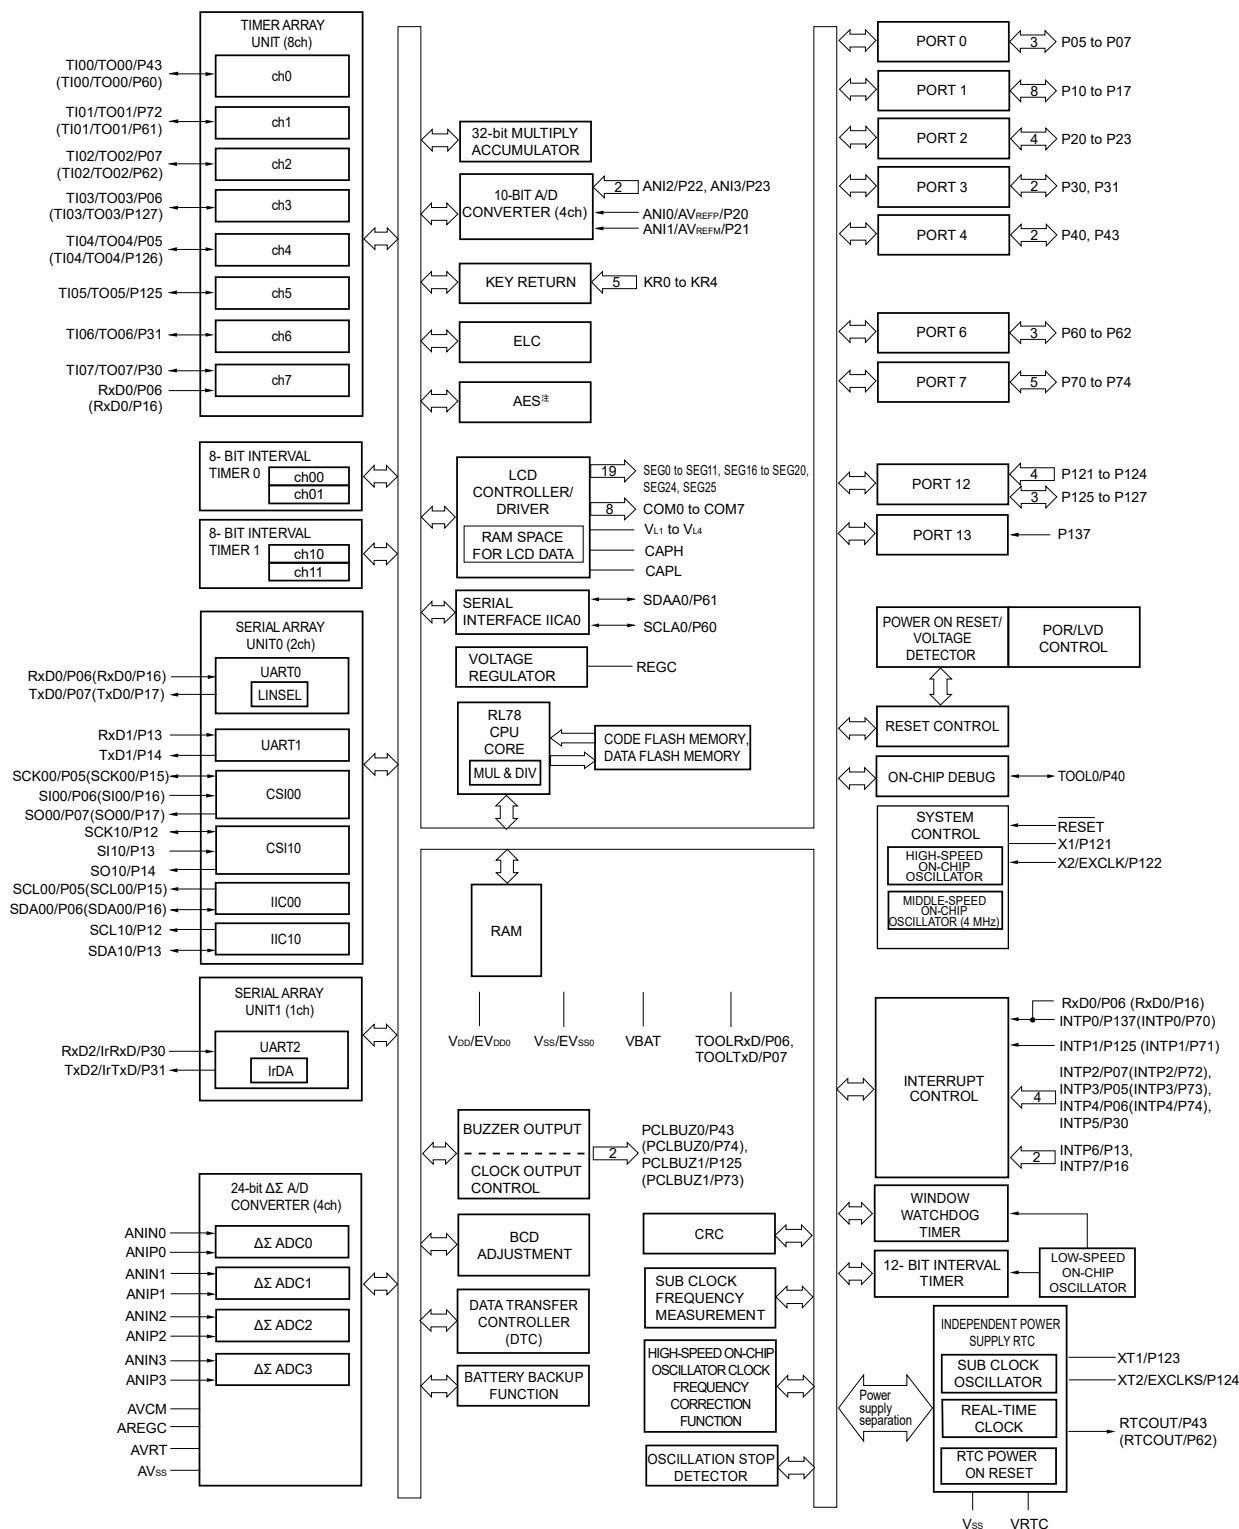 TIMER ARRAY
UNIT (8ch)
TI00/TO00/P43
(TI00/TO00/P60)
ch0
TI01/TO01/P72
(TI01/TO01/P61)
ch1
TI02/TO02/P07
(TI02/TO02/P62)
ch2
TI03/TO03/P06
(TI03/TO03/P127)
ch3
TI04/TO04/P05
(TI04/TO04/P126)
ch4
TI05/TO05/P125
ch5
TI06/TO06/P31
ch6
TI07/TO07/P30
RxD0/P06
(RxD0/P16)
ch7
8- BIT INTERVAL
TIMER 0
ch00
ch01
8- BIT INTERVAL
TIMER 1
ch10
ch11
SERIAL ARRAY
UNIT0 (2ch)
RxD0/P06(RxD0/P16)
TxD0/P07(TxD0/P17)
UART0
LINSEL
RxD1/P13
TxD1/P14
UART1
SCK00/P05(SCK00/P15)
SI00/P06(SI00/P16)
SO00/P07(SO00/P17)
CSI00
SCK10/P12
SI10/P13
SO10/P14
CSI10
SCL00/P05(SCL00/P15)
SDA00/P06(SDA00/P16)
IIC00
SCL10/P12
SDA10/P13
IIC10
SERIAL ARRAY
UNIT1 (1ch)
RxD2/IrRxD/P30
TxD2/IrTxD/P31
UART2
IrDA
24-bit ΔΣ A/D
CONVERTER (4ch)
ANIN0
ANIP0
ΔΣ ADC0
ANIN1
ANIP1
ΔΣ ADC1
ANIN2
ANIP2
ΔΣ ADC2
ANIN3
ANIP3
ΔΣ ADC3
AVCM
AREGC
AVRT
AVSS
32-bit MULTIPLY
ACCUMULATOR
10-BIT A/D
CONVERTER (4ch)
2
ANI2/P22, ANI3/P23
ANI0/AVREFP/P20
ANI1/AVREFM/P21
KEY RETURN
5
KR0 to KR4
ELC
AES注
LCD
CONTROLLER/
DRIVER
RAM SPACE
FOR LCD DATA
19
SEG0 to SEG11, SEG16 to SEG20,
SEG24, SEG25
8
COM0 to COM7
VL1 to VL4
CAPH
CAPL
SERIAL
INTERFACE IICA0
SDAA0/P61
SCLA0/P60
VOLTAGE
REGULATOR
REGC
RL78
CPU
CORE
MUL & DIV
CODE FLASH MEMORY,
DATA FLASH MEMORY
RAM
VDD/EVDD0
VSS/EVSS0
VBAT
TOOLRxD/P06,
TOOLTxD/P07
BUZZER OUTPUT
CLOCK OUTPUT
CONTROL
2
PCLBUZ0/P43
(PCLBUZ0/P74),
PCLBUZ1/P125
(PCLBUZ1/P73)
BCD
ADJUSTMENT
DATA TRANSFER
CONTROLLER
(DTC)
BATTERY BACKUP
FUNCTION
CRC
SUB CLOCK
FREQUENCY
MEASUREMENT
HIGH-SPEED ON-CHIP
OSCILLATOR CLOCK
FREQUENCY
CORRECTION
FUNCTION
OSCILLATION STOP
DETECTOR
PORT 0
3
P05 to P07
PORT 1
8
P10 to P17
PORT 2
4
P20 to P23
PORT 3
2
P30, P31
PORT 4
2
P40, P43
PORT 6
3
P60 to P62
PORT 7
5
P70 to P74
PORT 12
4
P121 to P124
3
P125 to P127
PORT 13
P137
POWER ON RESET/
VOLTAGE
DETECTOR
POR/LVD
CONTROL
RESET CONTROL
ON-CHIP DEBUG
TOOL0/P40
SYSTEM
CONTROL
HIGH-SPEED
ON-CHIP
OSCILLATOR
MIDDLE-SPEED
ON-CHIP
OSCILLATOR (4 MHz)
RESET
X1/P121
X2/EXCLK/P122
INTERRUPT
CONTROL
RxD0/P06 (RxD0/P16)
INTP0/P137(INTP0/P70)
INTP1/P125 (INTP1/P71)
4
INTP2/P07(INTP2/P72),
INTP3/P05(INTP3/P73),
INTP4/P06(INTP4/P74),
INTP5/P30
2
INTP6/P13,
INTP7/P16
WINDOW
WATCHDOG
TIMER
12- BIT INTERVAL
TIMER
LOW-SPEED
ON-CHIP
OSCILLATOR
Power
supply
separation
INDEPENDENT POWER
SUPPLY RTC
SUB CLOCK
OSCILLATOR
REAL-TIME
CLOCK
RTC POWER
ON RESET
XT1/P123
XT2/EXCLKS/P124
RTCOUT/P43
(RTCOUT/P62)
VSS
VRTC